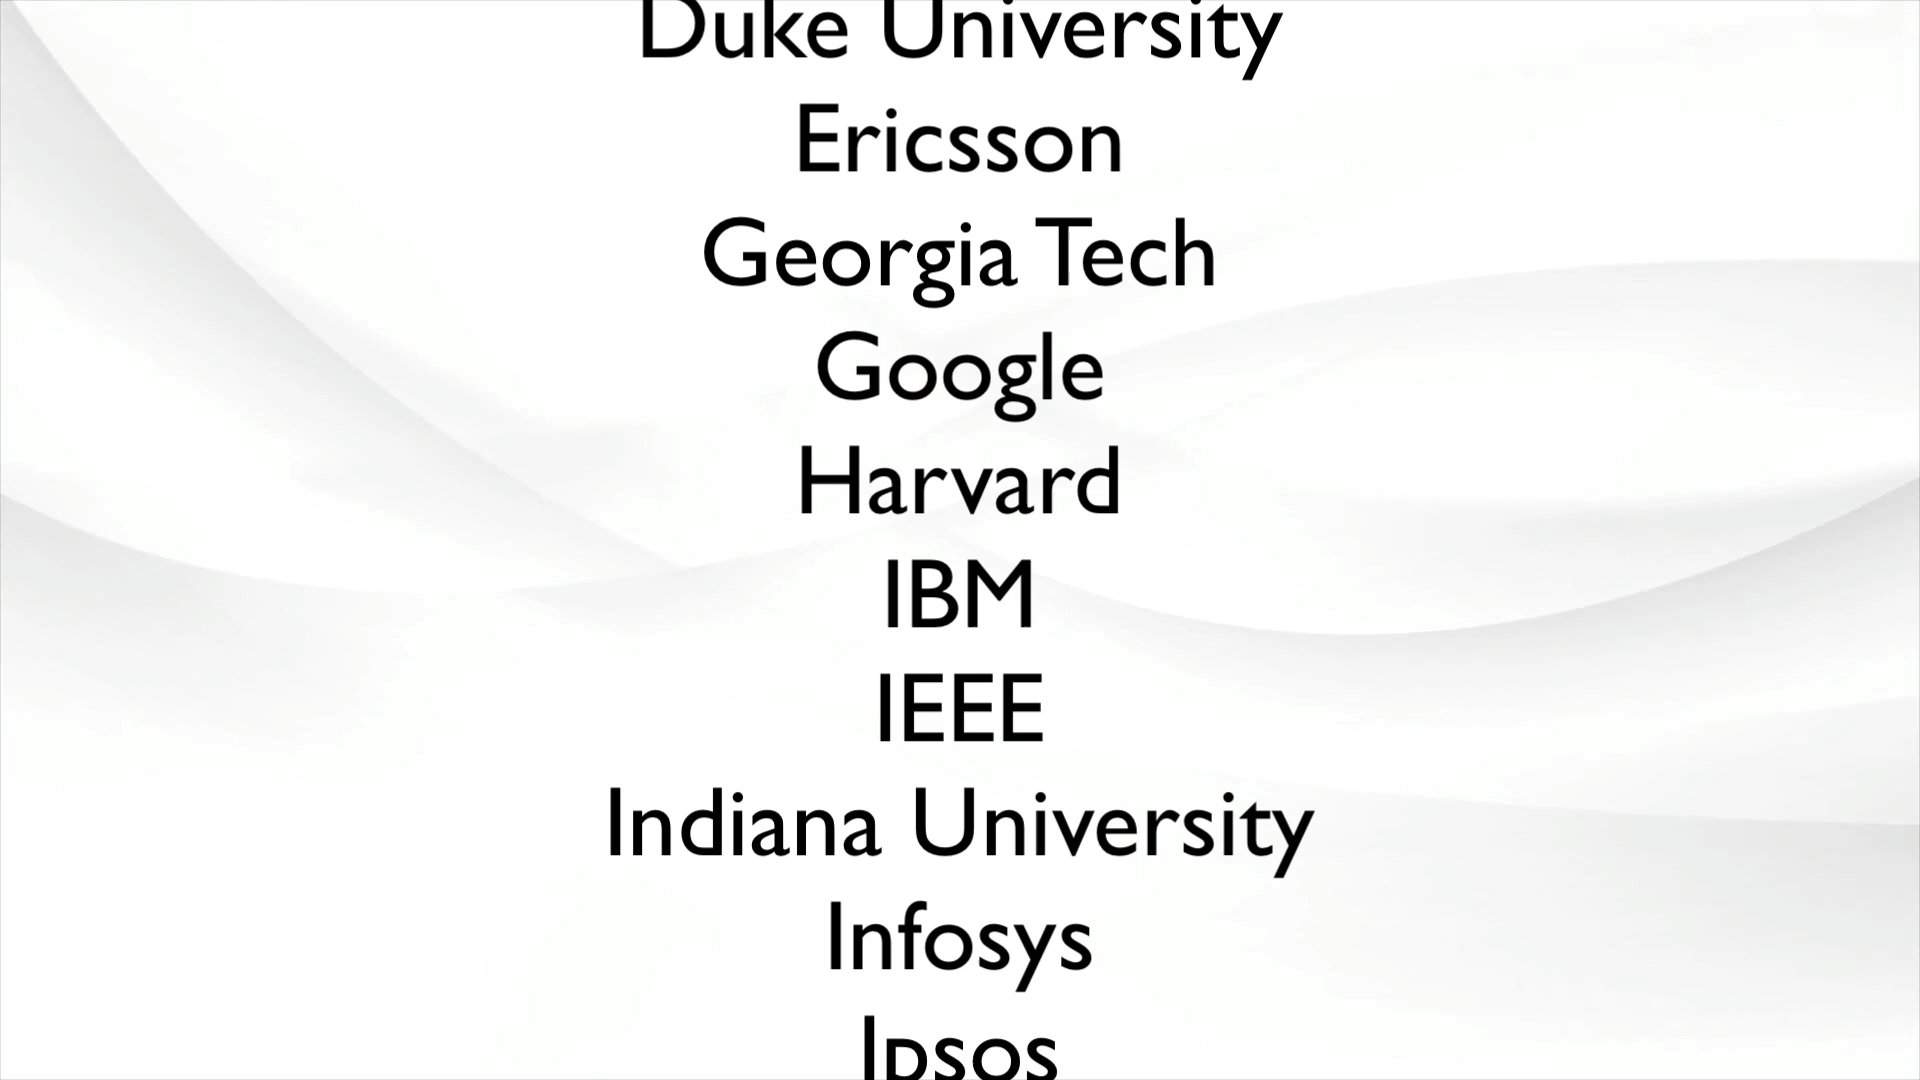 Duke University
Ericsson
Georgia Tech
Google
Harvard
IBM
IEEE
Indiana University
Infosys
Ipsos